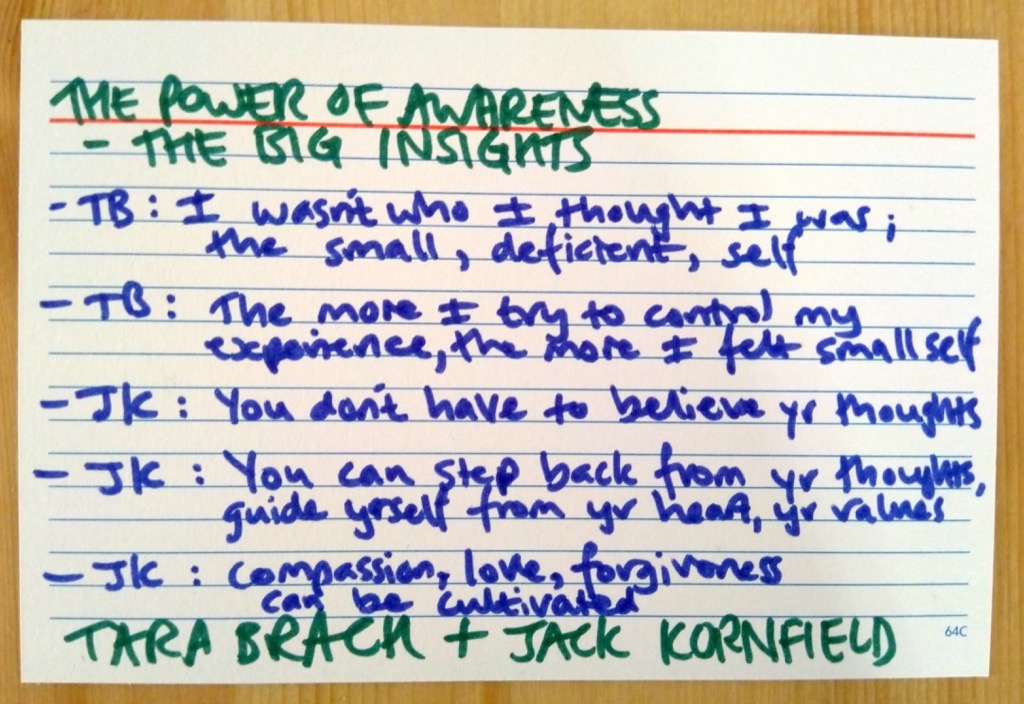 THE POWER OF AWARENESS
- THE BIG INSIGHTS
- TB: I wasn't who I thought I was;
the small, deficient, self
- TB: The more I try to control my
experience, the more I felt small self
- JK: You don't have to believe yr thoughts
- JK: You can step back from yr thoughts,
guide yrself from yr heart, yr values
- JK: compassion, love, forgiveness
can be cultivated
TARA BRACH + JACK KORNFIELD
64C